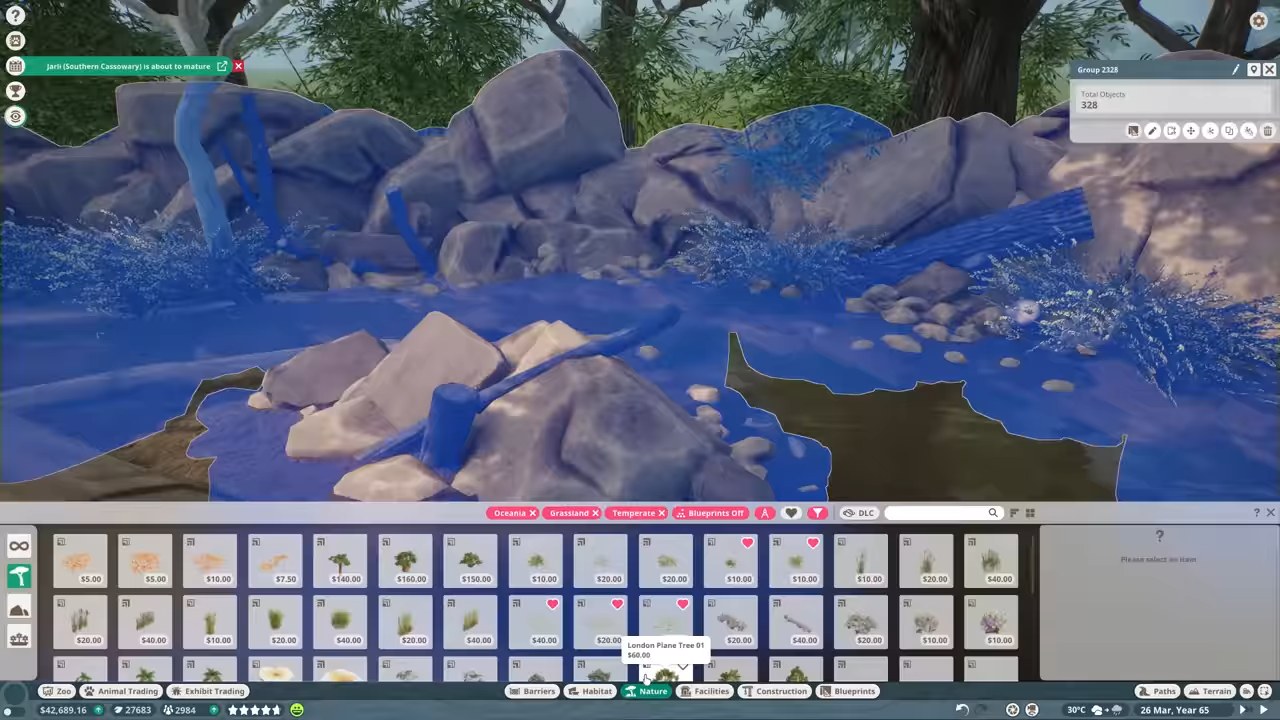 Jarli (Southern Cassowary) is about to mature
Group 2328
Total Objects
328
Oceania
Grassland
Temperate
Blueprints Off
DLC
?
Please select an item
$5.00 $5.00 $10.00 $7.50 $140.00 $160.00 $150.00 $10.00 $20.00 $20.00 $10.00 $10.00 $10.00 $20.00 $40.00
$20.00 $40.00 $10.00 $20.00 $40.00 $20.00 $40.00 $40.00 $20.00 $20.00 $40.00 $20.00 $10.00 $10.00
London Plane Tree 01
$60.00
Zoo Animal Trading Exhibit Trading Barriers Habitat Nature Facilities Construction Blueprints Paths Terrain
$42,689.16 27683 2984 30°C 26 Mar, Year 65